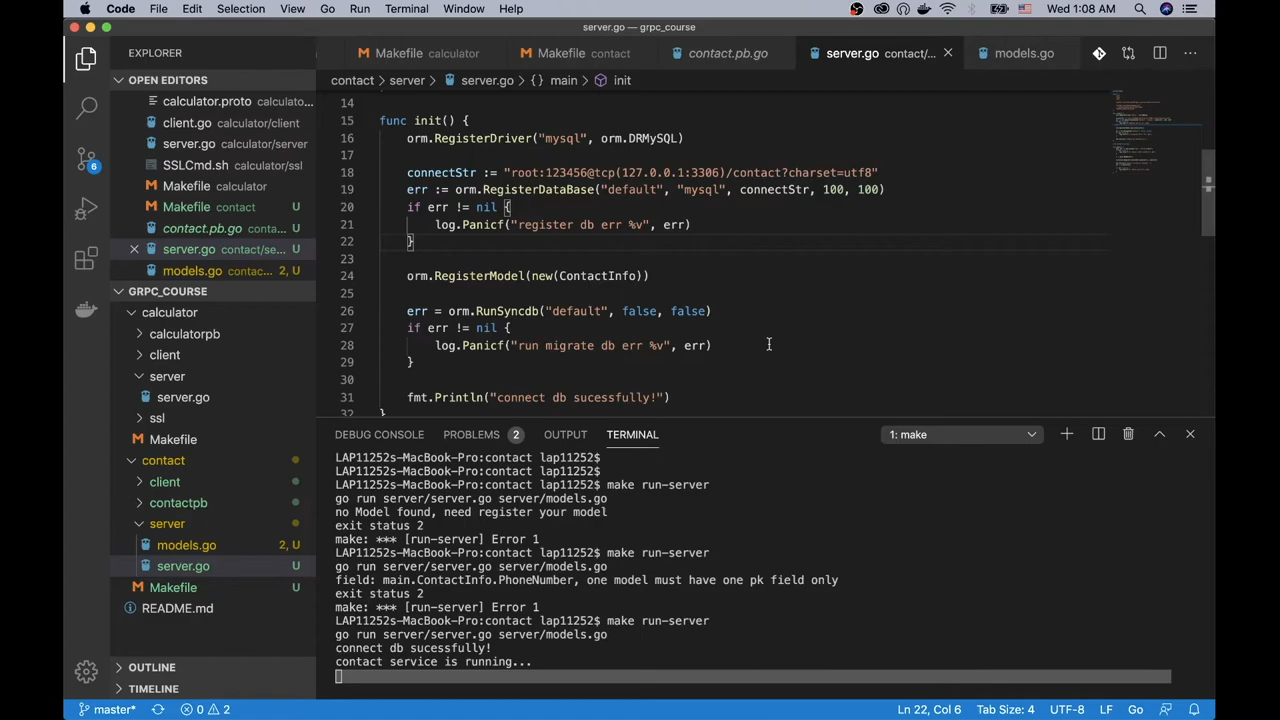 Code File Edit Selection View Go Run Terminal Window Help Wed 1:08 AM
server.go — grpc_course
EXPLORER
Makefile calculator
Makefile contact
contact.pb.go
server.go contact/...
models.go
OPEN EDITORS
contact > server > server.go > {} main > init
calculator.proto calculato...
client.go calculator/client
server.go calculator/server
SSLCmd.sh calculator/ssl
Makefile calculator
Makefile contact U
contact.pb.go contac... U
server.go contact/se... U
models.go contac... 2, U
GRPC_COURSE
calculator
calculatorpb
client
server
server.go
ssl
Makefile
contact
client
contactpb
server
models.go 2, U
server.go U
Makefile U
README.md
OUTLINE
TIMELINE
14
15 func init() {
16 orm.RegisterDriver("mysql", orm.DRMySQL)
17
18 connectStr := "root:123456@tcp(127.0.0.1:3306)/contact?charset=utf8"
19 err := orm.RegisterDataBase("default", "mysql", connectStr, 100, 100)
20 if err != nil {
21 log.Panicf("register db err %v", err)
22 }
23
24 orm.RegisterModel(new(ContactInfo))
25
26 err = orm.RunSyncdb("default", false, false)
27 if err != nil {
28 log.Panicf("run migrate db err %v", err)
29 }
30
31 fmt.Println("connect db sucessfully!")
32 }
DEBUG CONSOLE PROBLEMS 2 OUTPUT TERMINAL 1: make
LAP11252s-MacBook-Pro:contact lap11252$
LAP11252s-MacBook-Pro:contact lap11252$
LAP11252s-MacBook-Pro:contact lap11252$ make run-server
go run server/server.go server/models.go
no Model found, need register your model
exit status 2
make: *** [run-server] Error 1
LAP11252s-MacBook-Pro:contact lap11252$ make run-server
go run server/server.go server/models.go
field: main.ContactInfo.PhoneNumber, one model must have one pk field only
exit status 2
make: *** [run-server] Error 1
LAP11252s-MacBook-Pro:contact lap11252$ make run-server
go run server/server.go server/models.go
connect db sucessfully!
contact service is running...
6
master* 0 2 Ln 22, Col 6 Tab Size: 4 UTF-8 LF Go